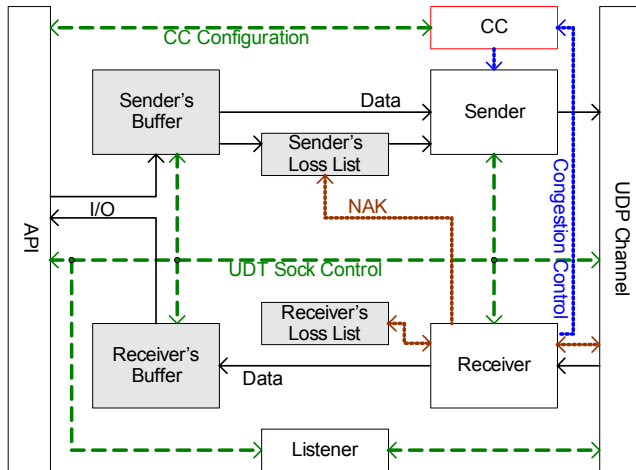 CC
CC Configuration
Sender's
Buffer
Data
Sender
Sender's
Loss List
I/O
NAK
API
UDP Channel
Congestion Control
UDT Sock Control
Receiver's
Loss List
Receiver's
Buffer
Receiver
Data
Listener